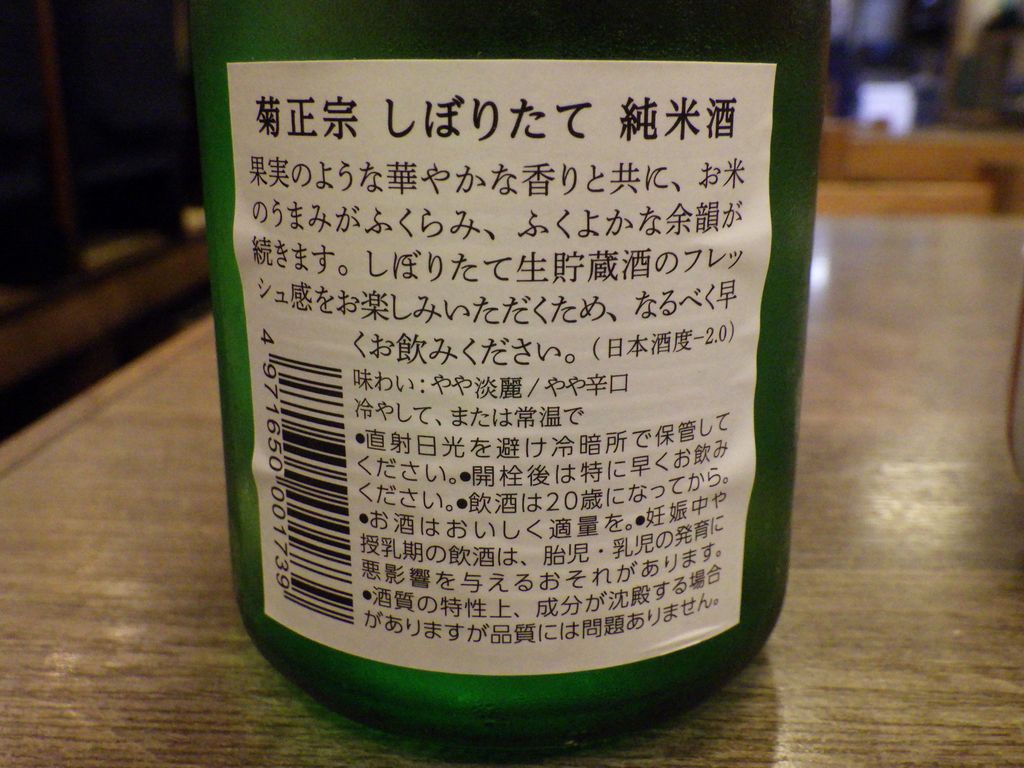 菊正宗 しぼりたて 純米酒
果実のような華やかな香りと共に、お米
のうまみがふくらみ、ふくよかな余韻が
続きます。しぼりたて生貯蔵酒のフレッ
シュ感をお楽しみいただくため、なるべく早
くお飲みください。(日本酒度-2.0)
味わい:やや淡麗/やや辛口
冷やして、または常温で
●直射日光を避け冷暗所で保管して
ください。●開栓後は特に早くお飲み
ください。●飲酒は20歳になってから。
●お酒はおいしく適量を。●妊娠中や
授乳期の飲酒は、胎児・乳児の発育に
悪影響を与えるおそれがあります。
●酒質の特性上、成分が沈殿する場合
がありますが品質には問題ありません。
4 971650 001739